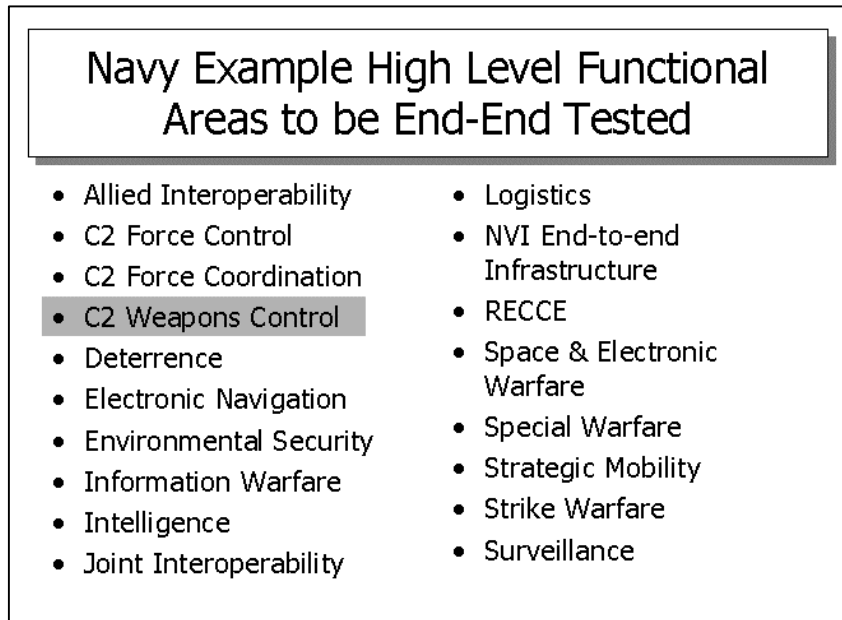 Navy Example High Level Functional
Areas to be End-End Tested
• Allied Interoperability
• C2 Force Control
• C2 Force Coordination
• C2 Weapons Control
• Deterrence
• Electronic Navigation
• Environmental Security
• Information Warfare
• Intelligence
• Joint Interoperability
• Logistics
• NVI End-to-end
Infrastructure
• RECCE
• Space & Electronic
Warfare
• Special Warfare
• Strategic Mobility
• Strike Warfare
• Surveillance